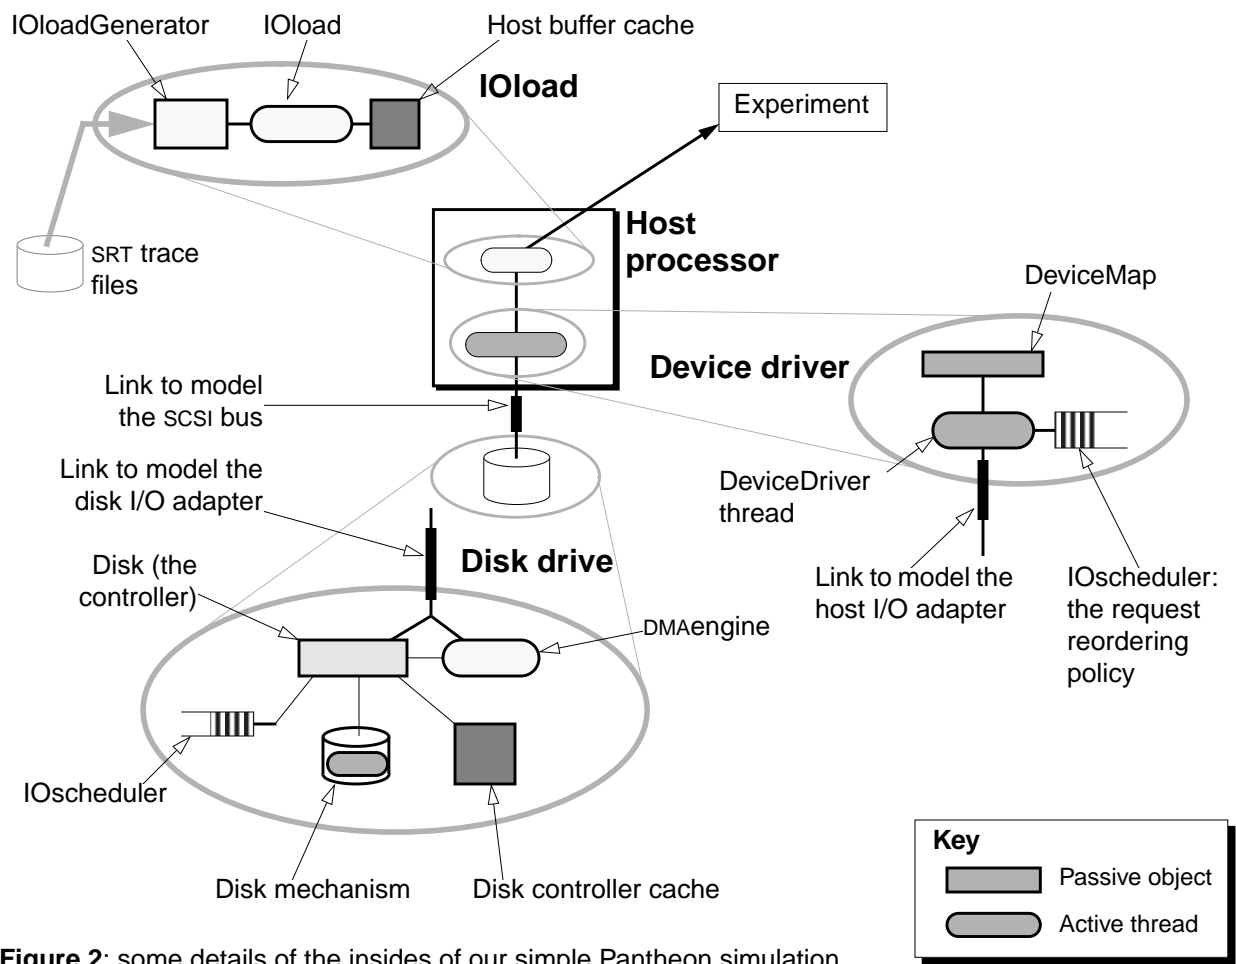 IOloadGenerator
IOload
Host buffer cache
IOload
Experiment
Host
processor
SRT trace
files
DeviceMap
Device driver
Link to model
the SCSI bus
Link to model the
disk I/O adapter
DeviceDriver
thread
Disk drive
Disk (the
controller)
Link to model the
host I/O adapter
IOscheduler:
the request
reordering
policy
DMAengine
IOscheduler
Disk mechanism
Disk controller cache
Key
Passive object
Active thread
Figure 2: some details of the insides of our simple Pantheon simulation